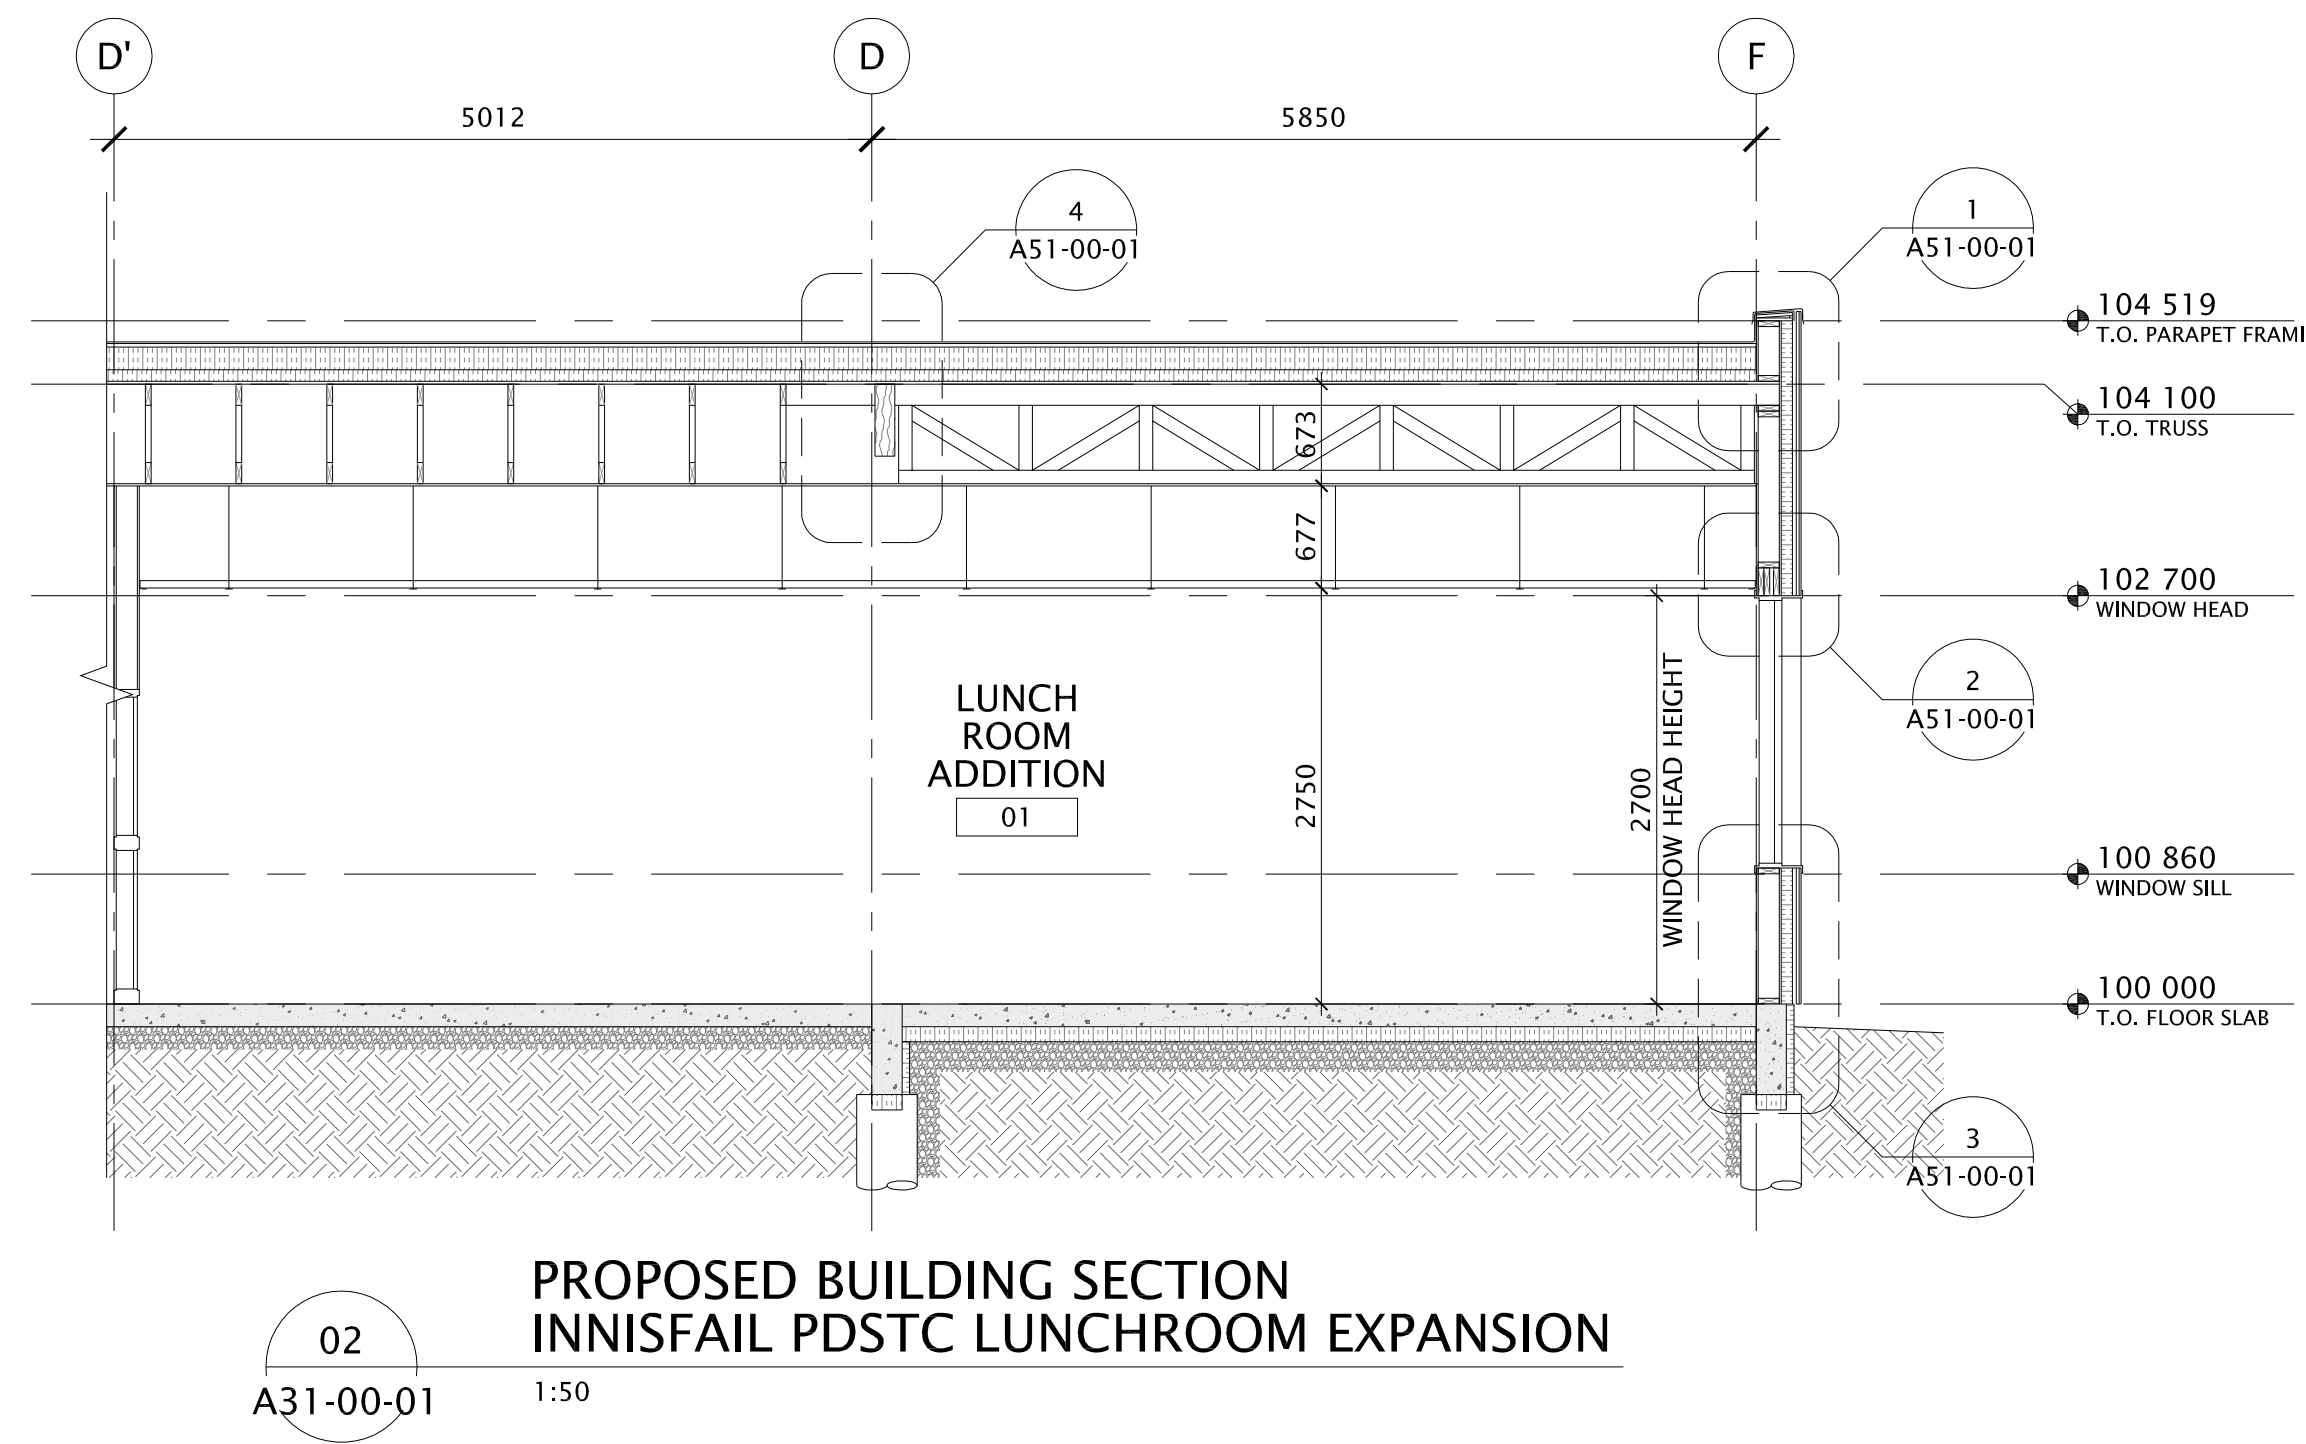 D'
D
F
5012
5850
4
A51-00-01
1
A51-00-01
104 519
T.O. PARAPET FRAMI
104 100
T.O. TRUSS
673
677
102 700
WINDOW HEAD
2
A51-00-01
LUNCH
ROOM
ADDITION
01
2750
2700
WINDOW HEAD HEIGHT
100 860
WINDOW SILL
100 000
T.O. FLOOR SLAB
3
A51-00-01
PROPOSED BUILDING SECTION
INNISFAIL PDSTC LUNCHROOM EXPANSION
02
A31-00-01
1:50